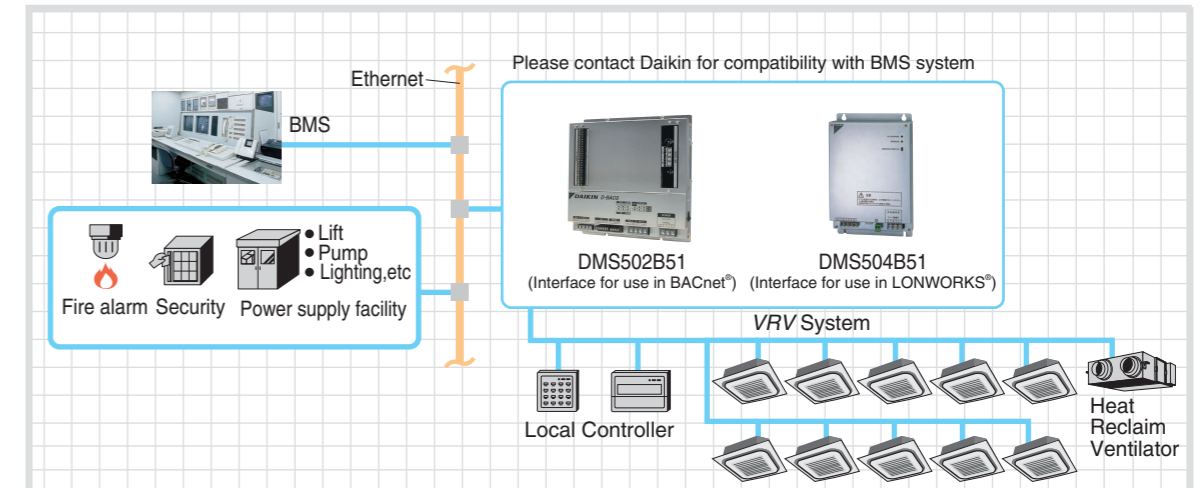 Please contact Daikin for compatibility with BMS system
Ethernet
BMS
DAIKIN D-BACS
• Lift
• Pump
• Lighting,etc
Fire alarm
Security
Power supply facility
DMS502B51
(Interface for use in BACnet®)
DMS504B51
(Interface for use in LONWORKS®)
VRV System
Local Controller
Heat
Reclaim
Ventilator